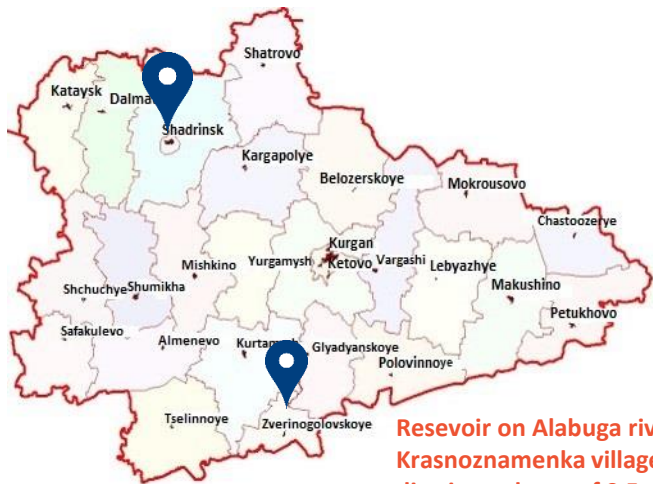 Shatrovo
Kataysk
Dalma
Shadrinsk
Kargapolye
Belozerskoye
Mokrousovo
Chastoozerye
Kurgan
Mishkino
Yurgamysh
Ketovo
Vargashi
Lebyazhye
Shchuchye
Shumikha
Makushino
Petukhovo
Safakulevo
Almenevo
Kurtam
Glyadyanskoye
Polovinnoye
Tselinnoye
Zverinogolovskoye
Resevoir on Alabuga riv
Krasnoznamenka village